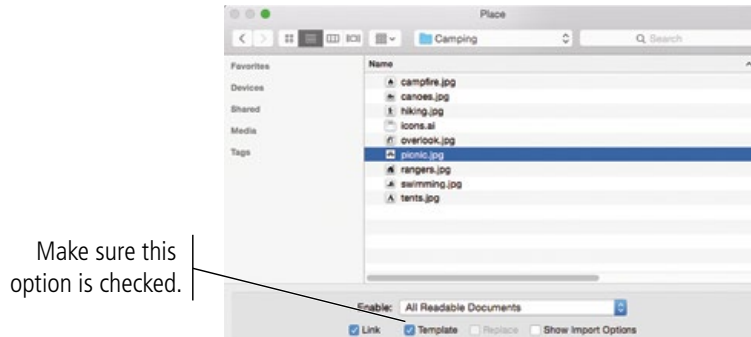 Place
Camping
Search
Favorites
Devices
Shared
Media
Tags
Name
campfire.jpg
canoes.jpg
hiking.jpg
icons.ai
overlook.jpg
picnic.jpg
rangers.jpg
swimming.jpg
tents.jpg
Make sure this
option is checked.
Enable: All Readable Documents
Link Template Replace Show Import Options